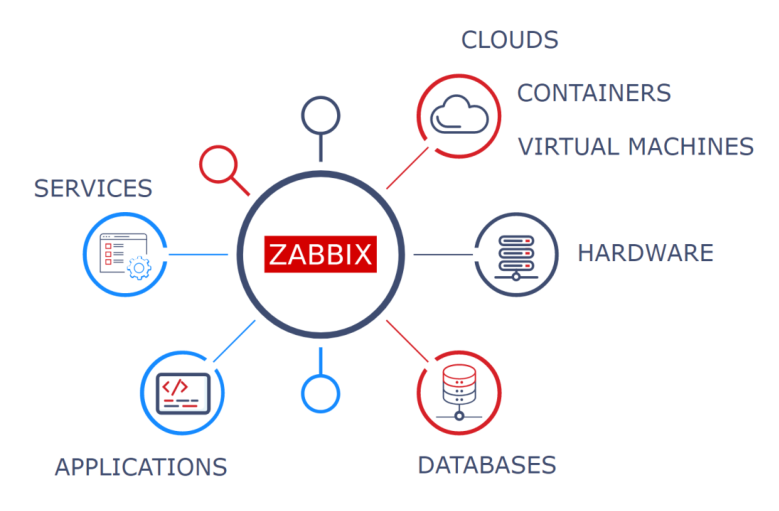 CLOUDS
CONTAINERS
VIRTUAL MACHINES
SERVICES
ZABBIX
HARDWARE
</>
APPLICATIONS
DATABASES